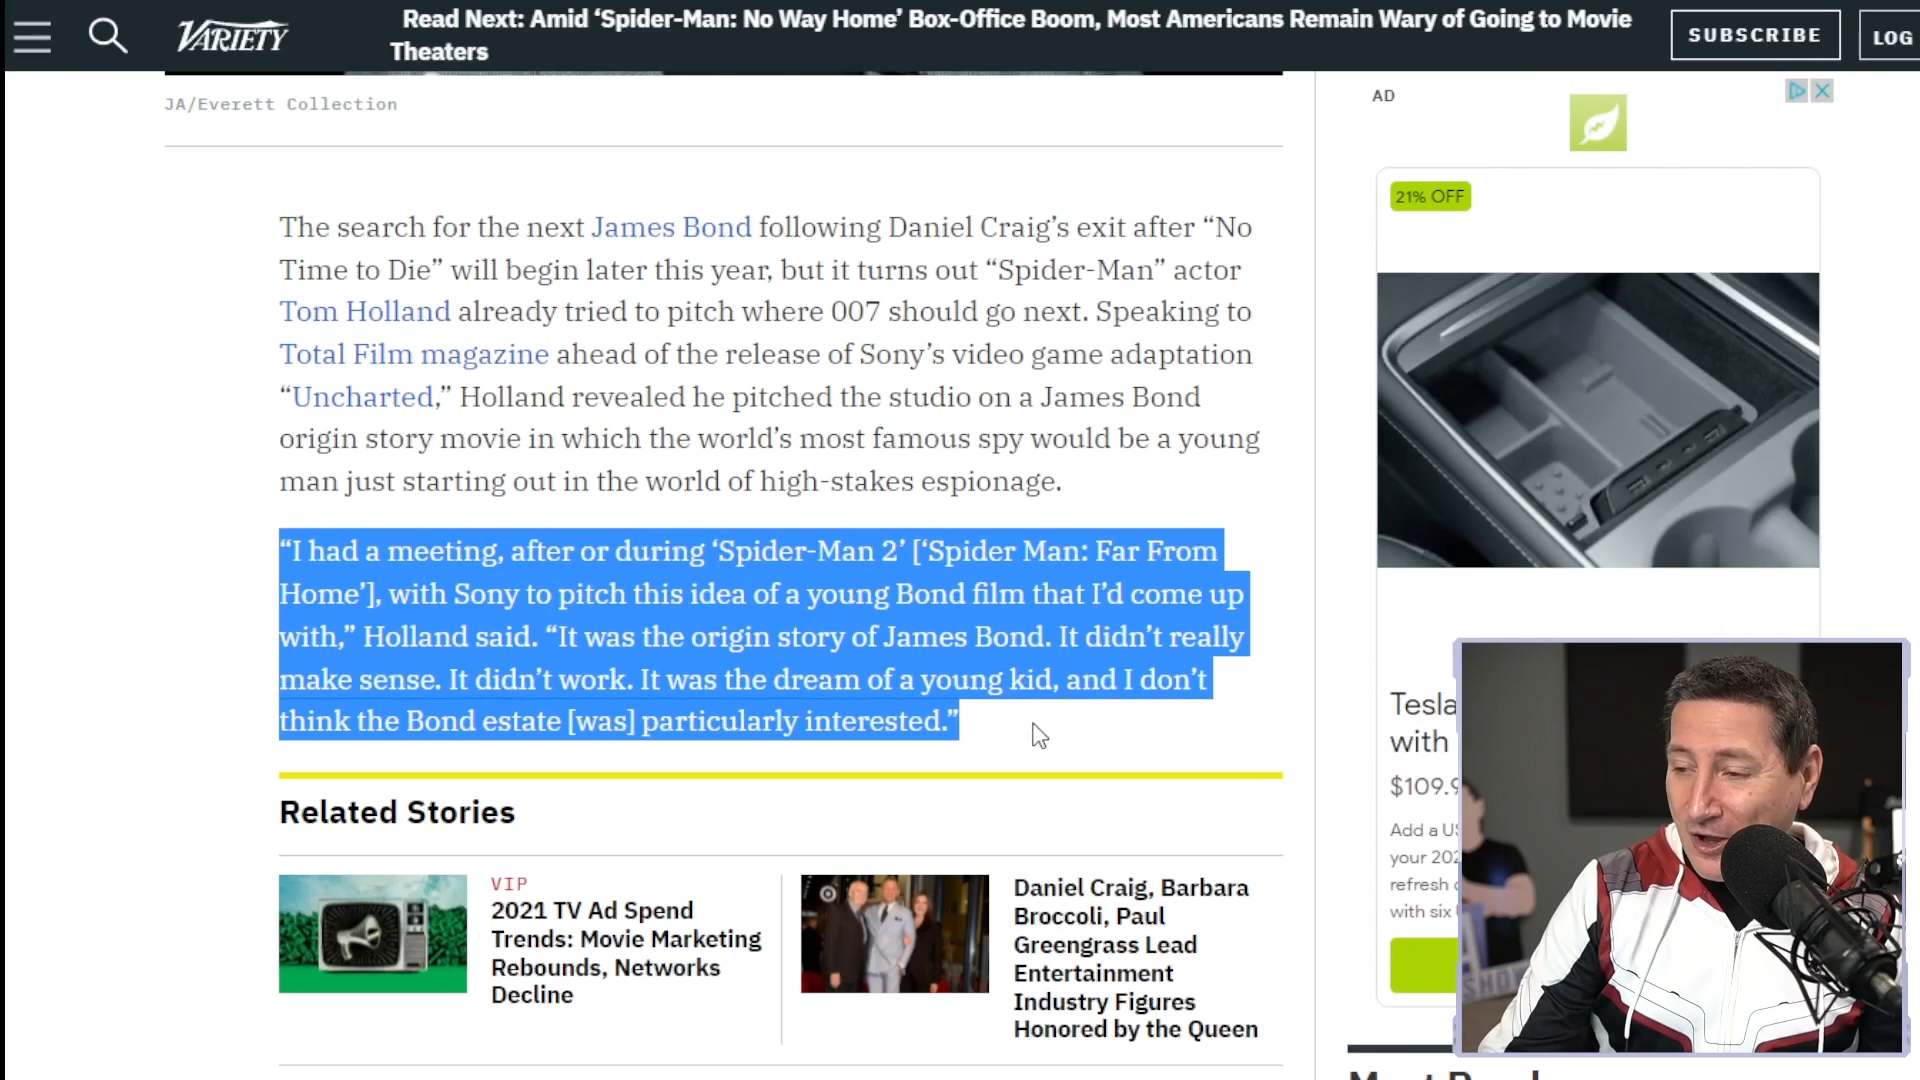 VARIETY
Read Next: Amid ‘Spider-Man: No Way Home’ Box-Office Boom, Most Americans Remain Wary of Going to Movie
Theaters
SUBSCRIBE
LOG
JA/Everett Collection
The search for the next James Bond following Daniel Craig’s exit after “No
Time to Die” will begin later this year, but it turns out “Spider-Man” actor
Tom Holland already tried to pitch where 007 should go next. Speaking to
Total Film magazine ahead of the release of Sony’s video game adaptation
“Uncharted,” Holland revealed he pitched the studio on a James Bond
origin story movie in which the world’s most famous spy would be a young
man just starting out in the world of high-stakes espionage.
“I had a meeting, after or during ‘Spider-Man 2’ [‘Spider Man: Far From
Home’], with Sony to pitch this idea of a young Bond film that I’d come up
with,” Holland said. “It was the origin story of James Bond. It didn’t really
make sense. It didn’t work. It was the dream of a young kid, and I don’t
think the Bond estate [was] particularly interested.”
Related Stories
VIP
2021 TV Ad Spend
Trends: Movie Marketing
Rebounds, Networks
Decline
Daniel Craig, Barbara
Broccoli, Paul
Greengrass Lead
Entertainment
Industry Figures
Honored by the Queen
AD
21% OFF
Tesla
with
$109.9
Add a US
your 202
refresh
with six